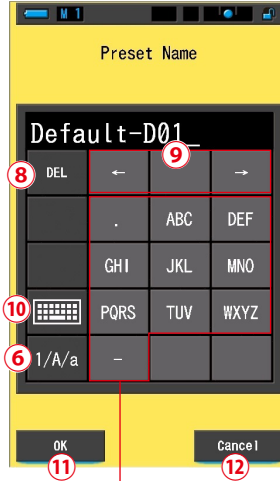 M 1
Preset Name
Default-D01_
⑨
⑧ DEL ← →
. ABC DEF
GHI JKL MNO
⑩ PQRS TUV WXYZ
⑥ 1/A/a -
OK Cancel
⑪ ⑫